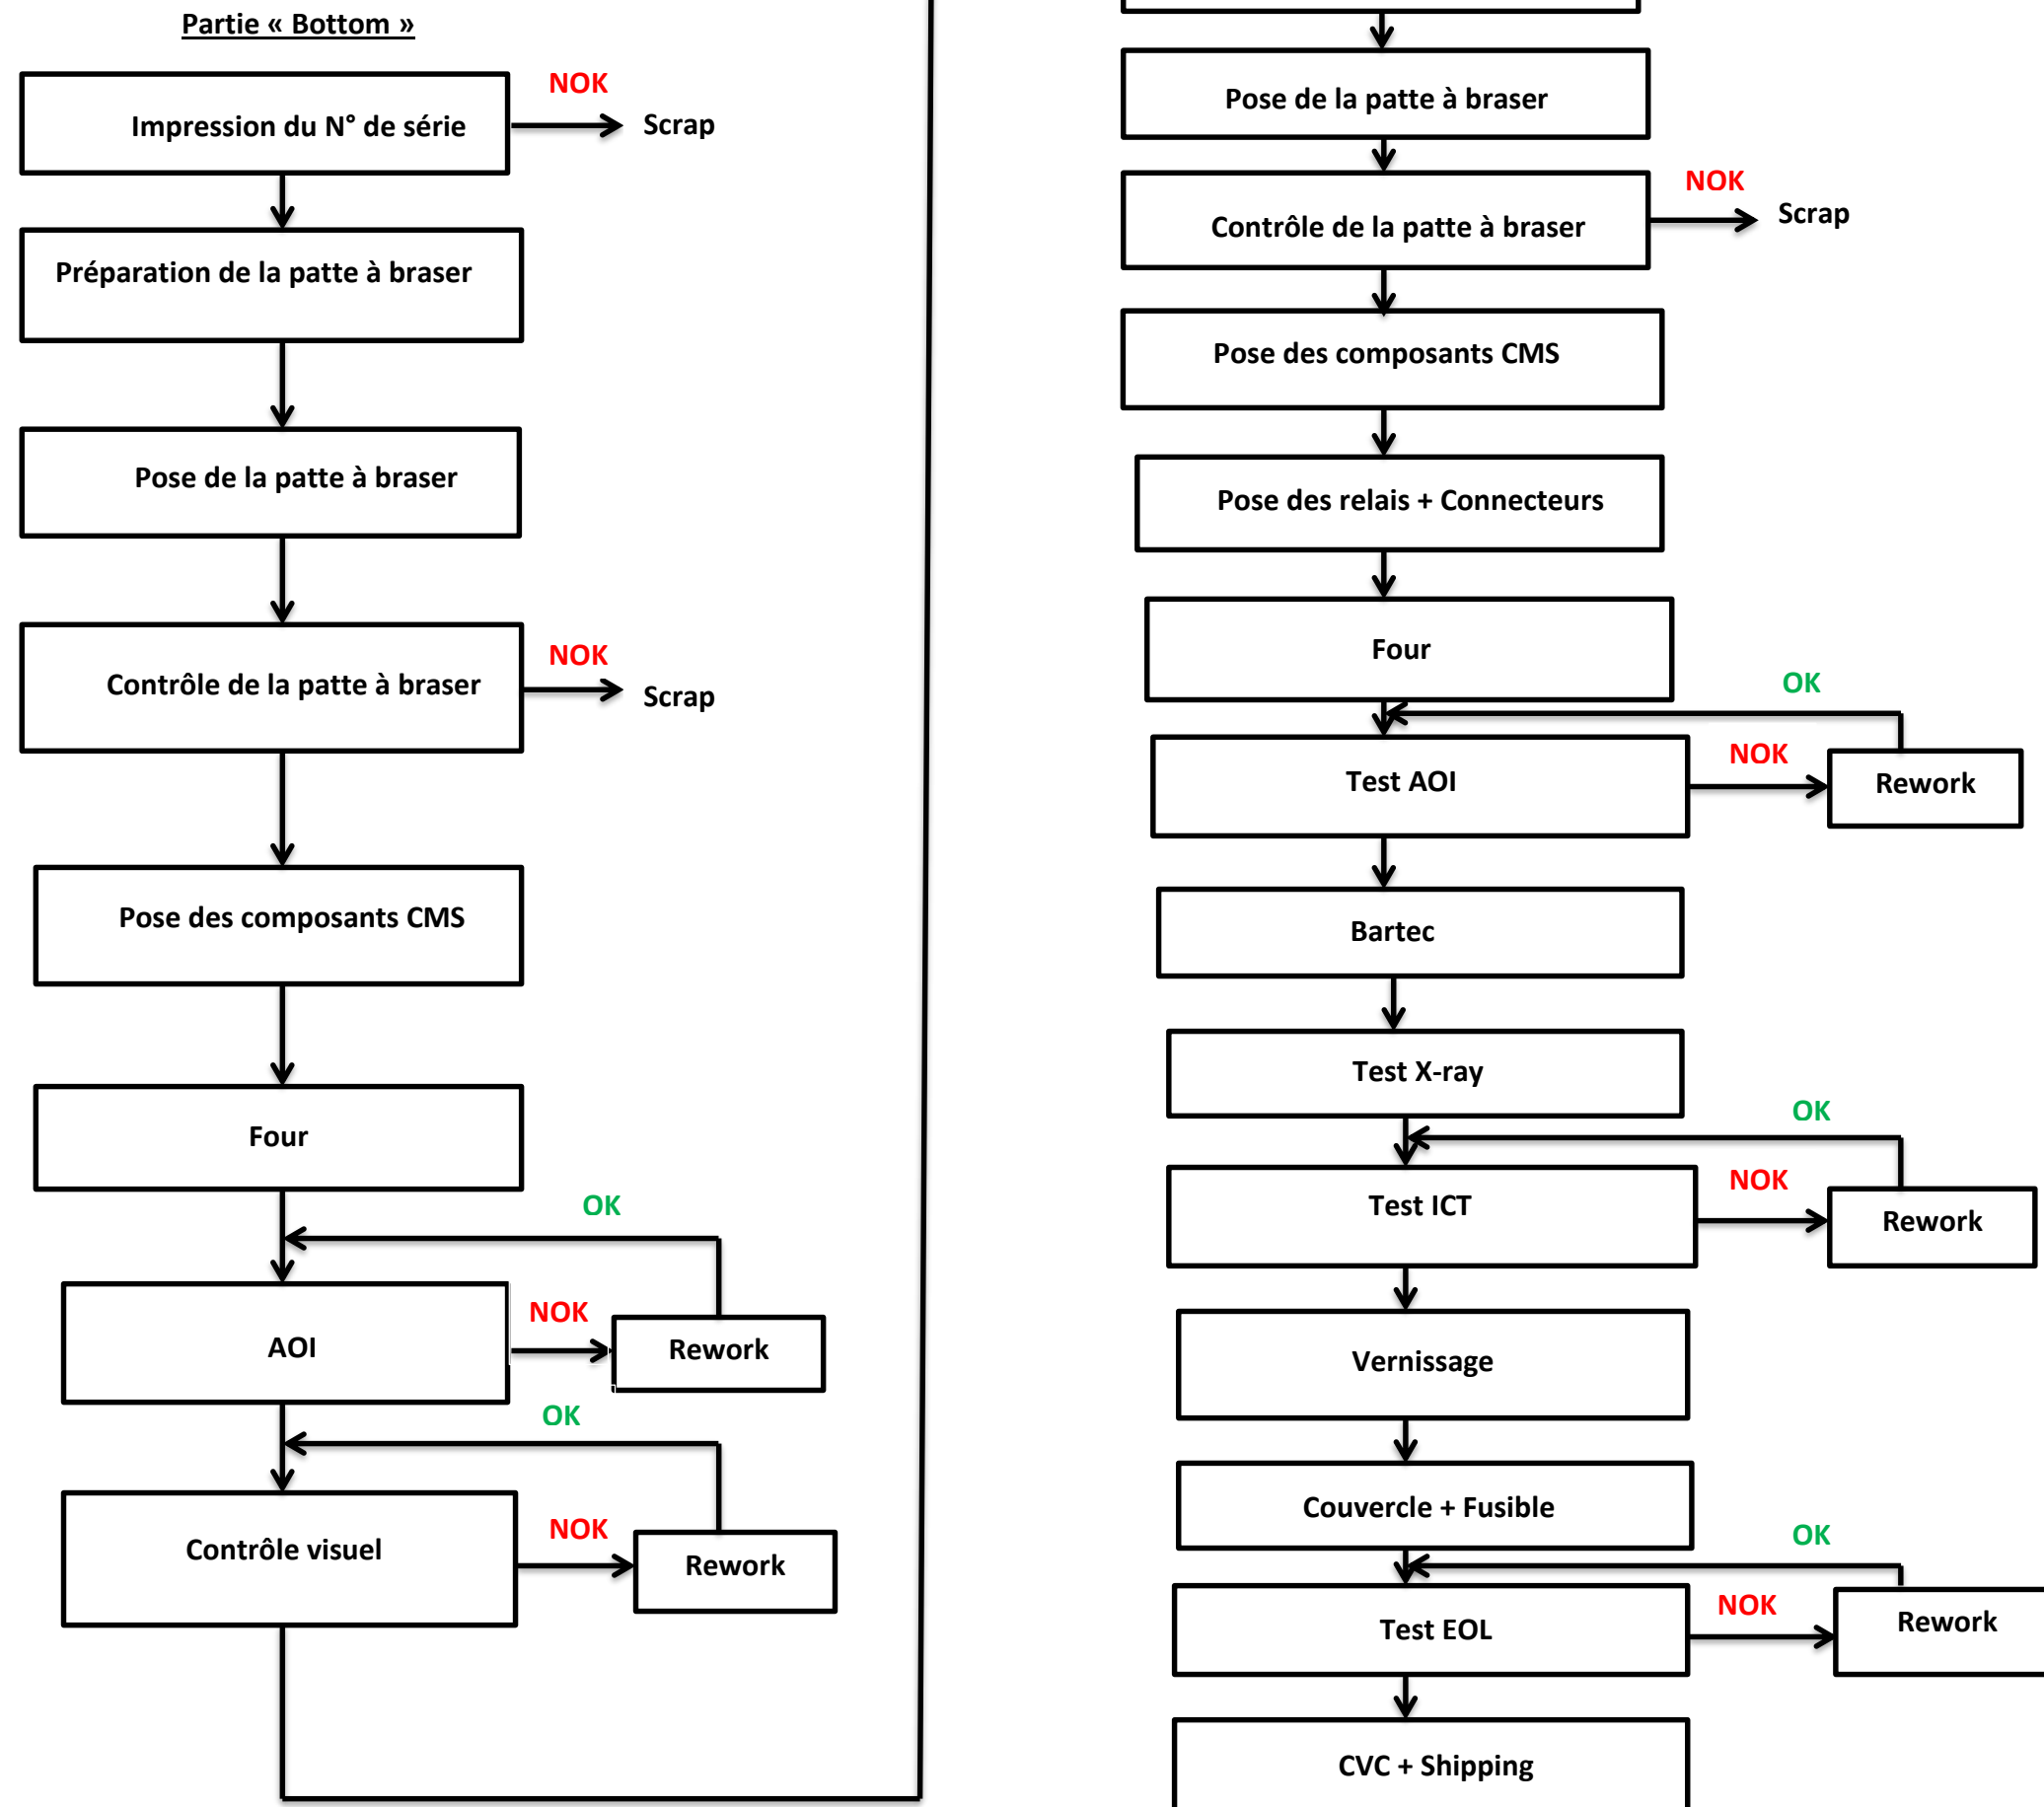 Partie « Bottom »
NOK
Impression du N° de série
Scrap
Préparation de la patte à braser
Pose de la patte à braser
NOK
Contrôle de la patte à braser
Scrap
Pose des composants CMS
Four
OK
AOI
NOK
Rework
OK
Contrôle visuel
NOK
Rework
Pose de la patte à braser
NOK
Contrôle de la patte à braser
Scrap
Pose des composants CMS
Pose des relais + Connecteurs
Four
OK
Test AOI
NOK
Rework
Bartec
Test X-ray
OK
Test ICT
NOK
Rework
Vernissage
Couvercle + Fusible
OK
Test EOL
NOK
Rework
CVC + Shipping